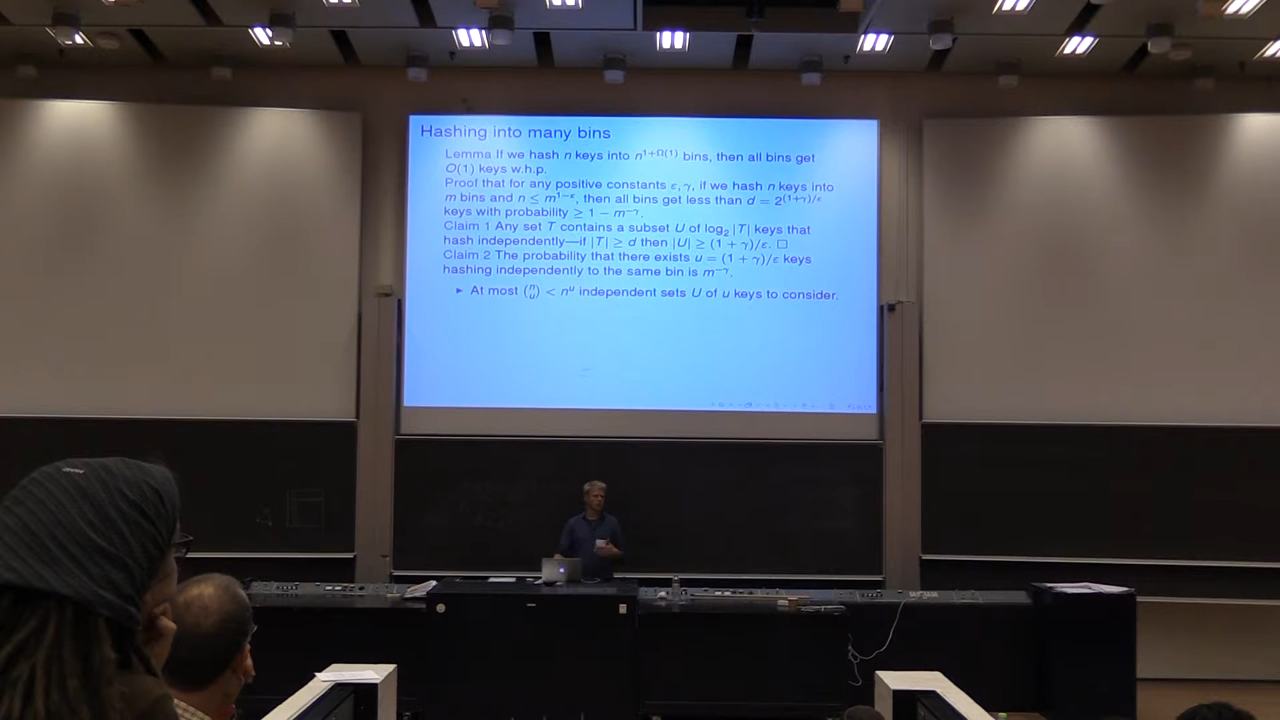 Hashing into many bins
Lemma If we hash n keys into n^{1+Ω(1)} bins, then all bins get
O(1) keys w.h.p.
Proof that for any positive constants ε, γ, if we hash n keys into
m bins and n ≤ m^{1−ε}, then all bins get less than d = 2^{(1+γ)/ε}
keys with probability ≥ 1 − m^{−γ}.
Claim 1 Any set T contains a subset U of log₂ |T| keys that
hash independently—if |T| ≥ d then |U| ≥ (1 + γ)/ε. □
Claim 2 The probability that there exists u = (1 + γ)/ε keys
hashing independently to the same bin is m^{−γ}.
► At most (n u) < n^u independent sets U of u keys to consider.